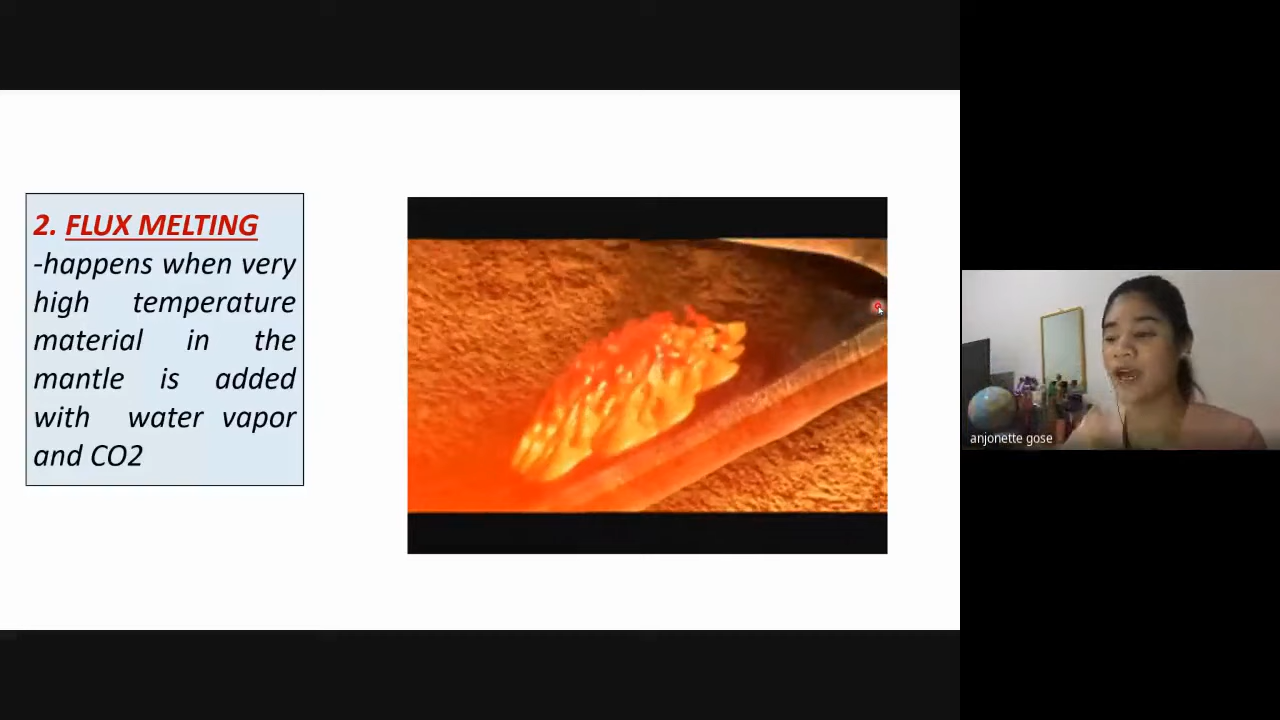 2. FLUX MELTING
-happens when very
high temperature
material in the
mantle is added
with water vapor
and CO2
anjonette gose